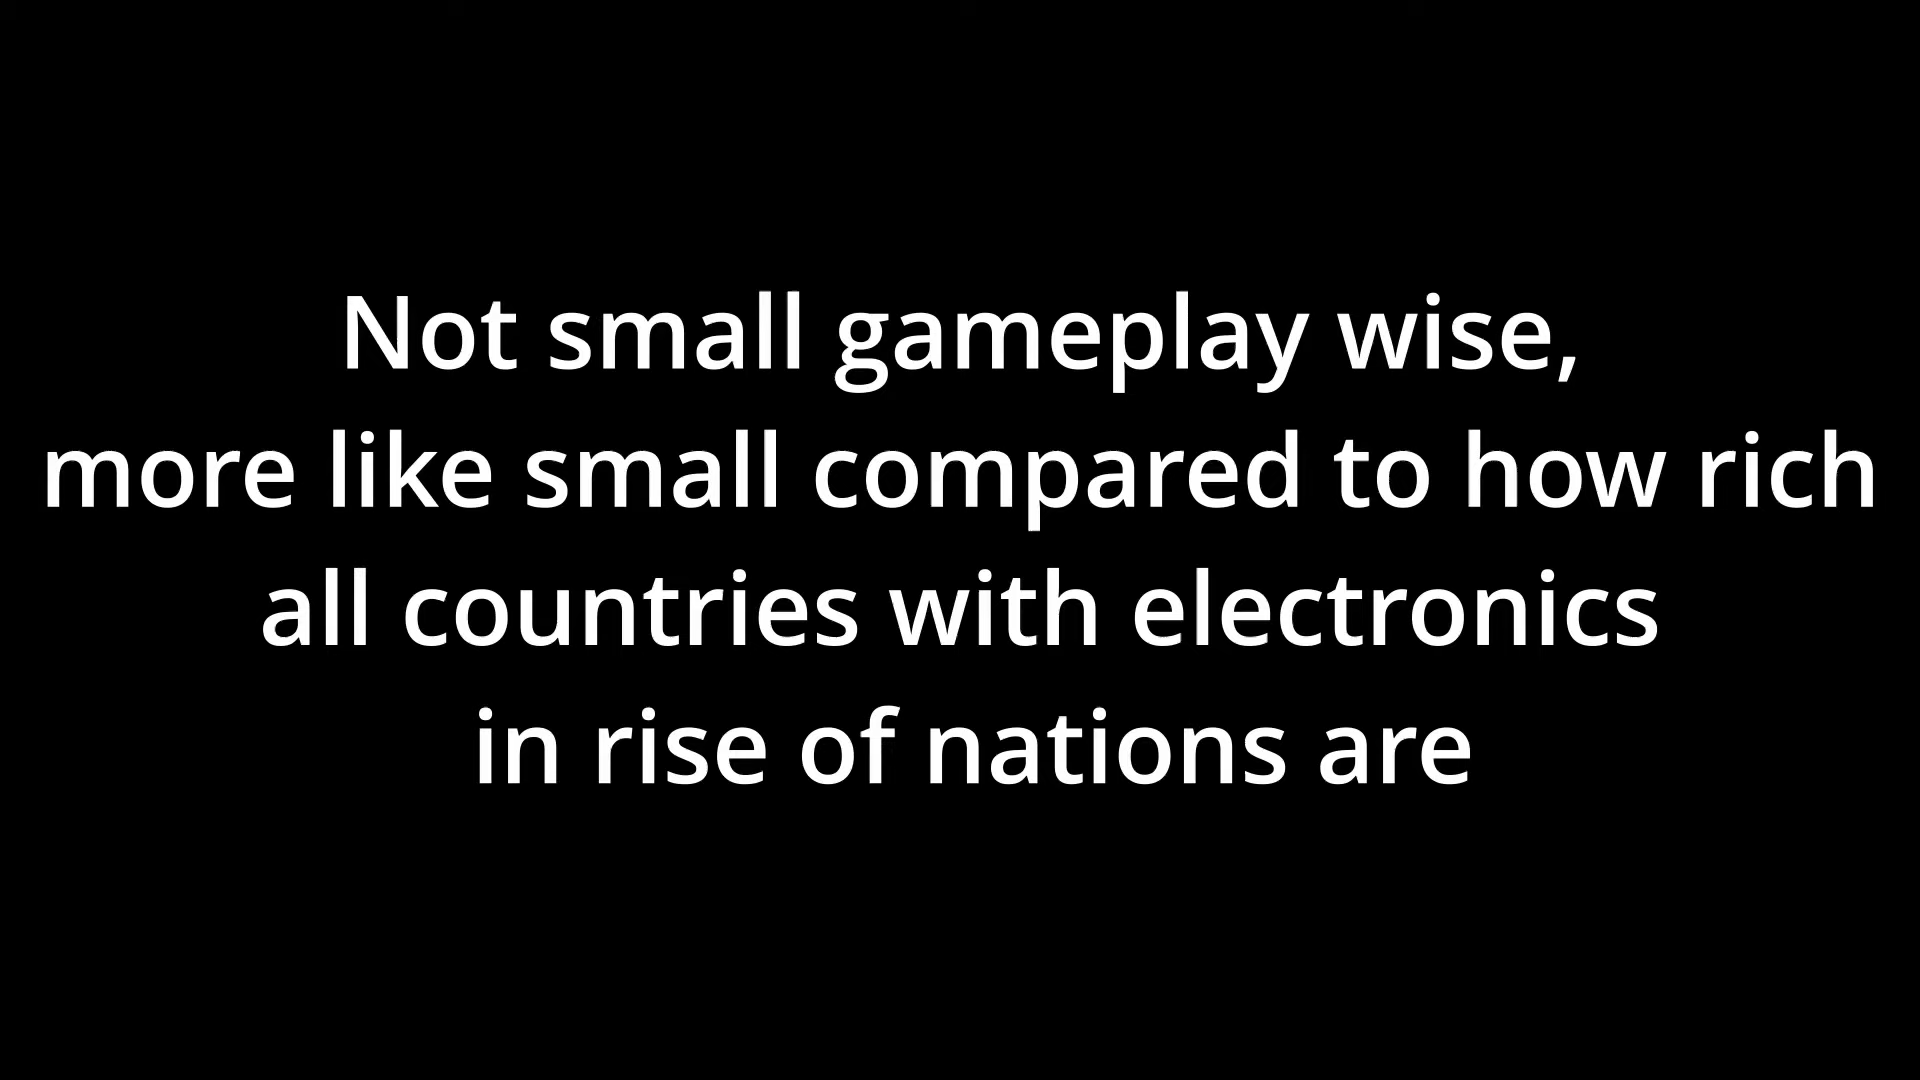 Not small gameplay wise,
more like small compared to how rich
all countries with electronics
in rise of nations are